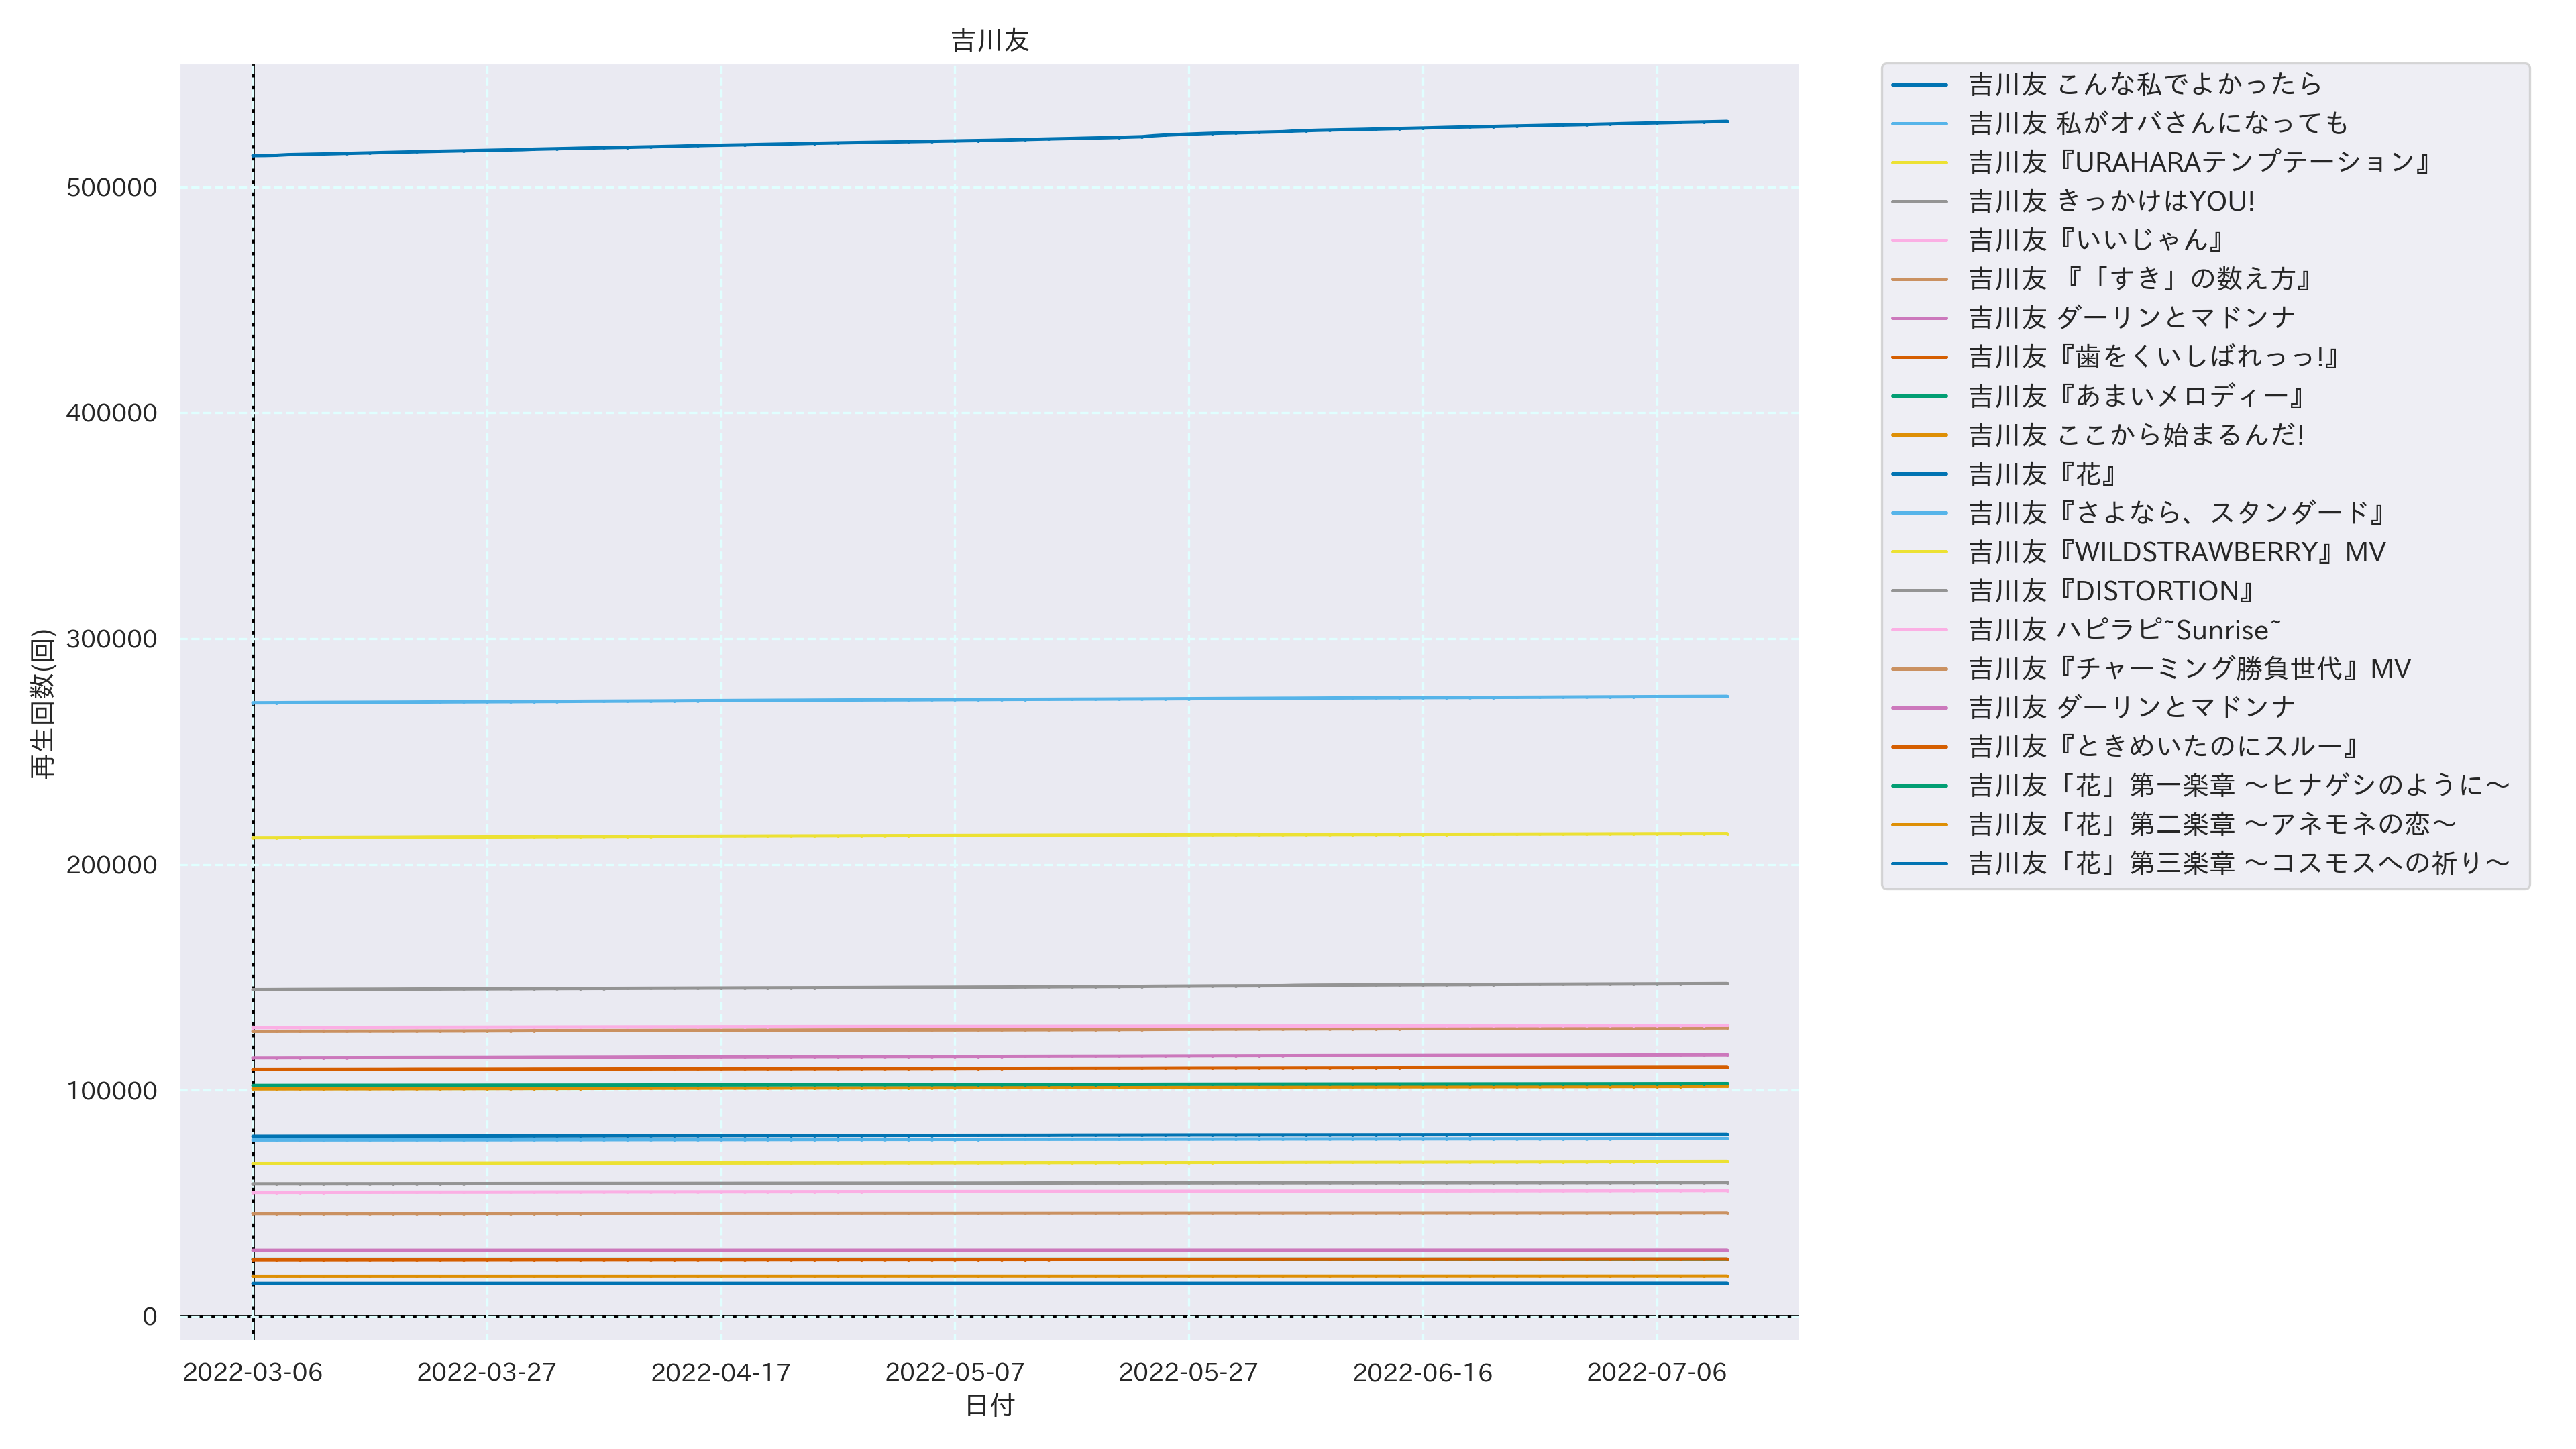 吉川友
500000
400000
300000
200000
100000
0
再生回数(回)
2022-03-06
2022-03-27
2022-04-17
2022-05-07
2022-05-27
2022-06-16
2022-07-06
日付
吉川友 こんな私でよかったら
吉川友 私がオバさんになっても
吉川友『URAHARAテンプテーション』
吉川友 きっかけはYOU!
吉川友『いいじゃん』
吉川友 『「すき」の数え方』
吉川友 ダーリンとマドンナ
吉川友『歯をくいしばれっっ!』
吉川友『あまいメロディー』
吉川友 ここから始まるんだ!
吉川友『花』
吉川友『さよなら、スタンダード』
吉川友『WILDSTRAWBERRY』MV
吉川友『DISTORTION』
吉川友 ハピラピ~Sunrise~
吉川友『チャーミング勝負世代』MV
吉川友 ダーリンとマドンナ
吉川友『ときめいたのにスルー』
吉川友「花」第一楽章 〜ヒナゲシのように〜
吉川友「花」第二楽章 〜アネモネの恋〜
吉川友「花」第三楽章 〜コスモスへの祈り〜